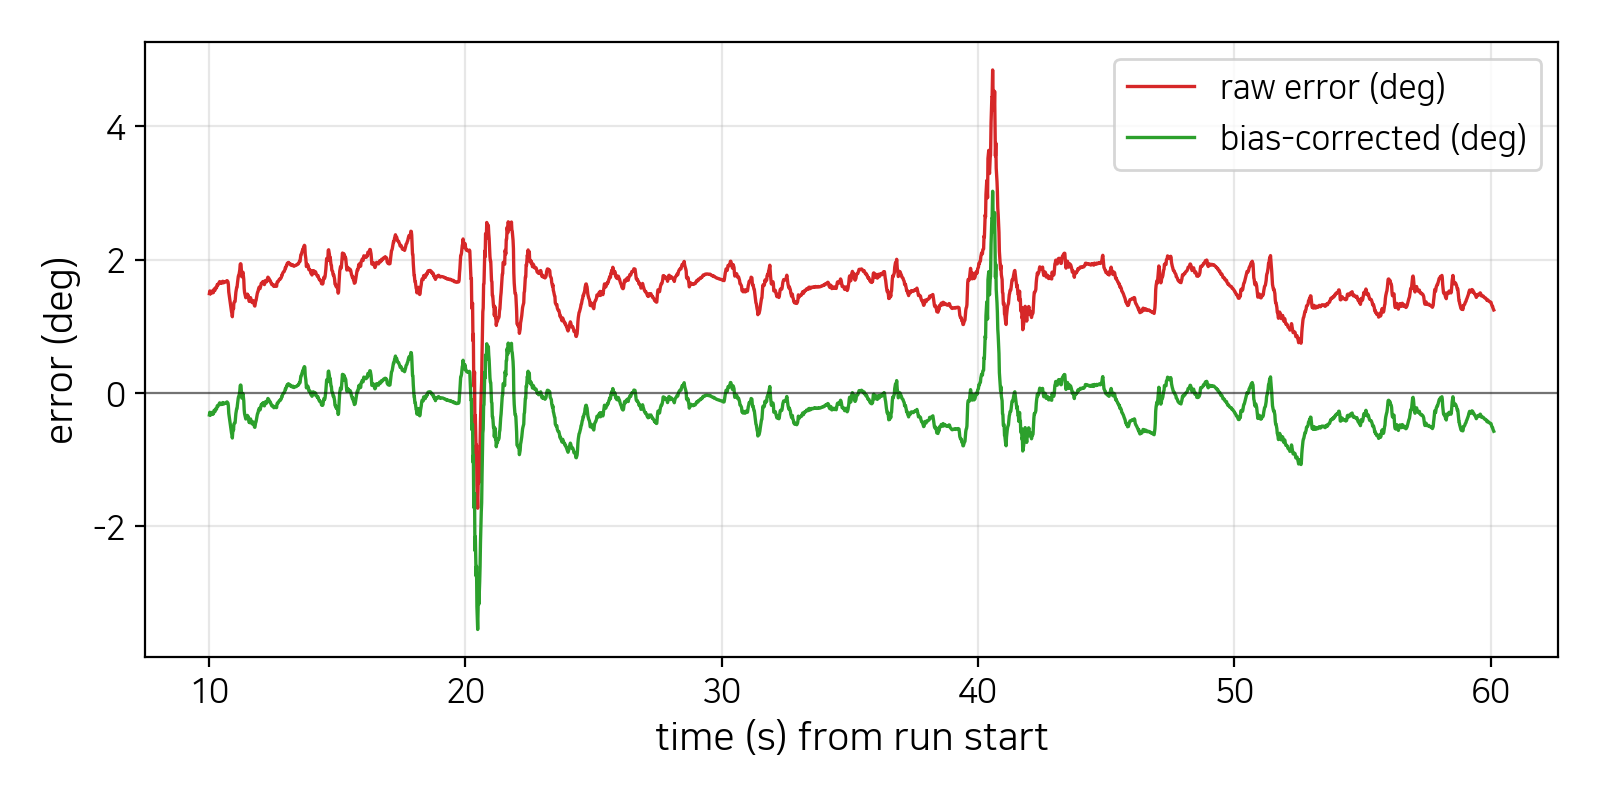 raw error (deg)
bias-corrected (deg)
error (deg)
4
2
0
-2
10 20 30 40 50 60
time (s) from run start